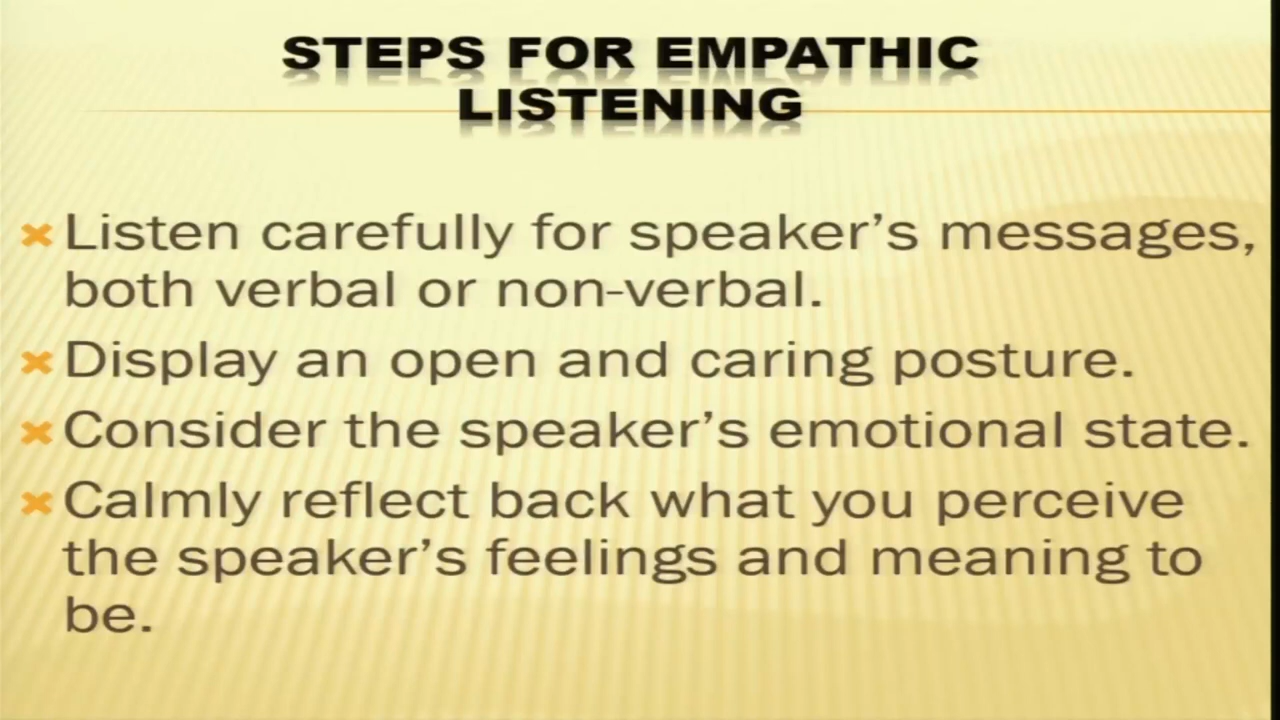 STEPS FOR EMPATHIC
LISTENING
Listen carefully for speaker's messages,
both verbal or non-verbal.
Display an open and caring posture.
Consider the speaker's emotional state.
Calmly reflect back what you perceive
the speaker's feelings and meaning to
be.